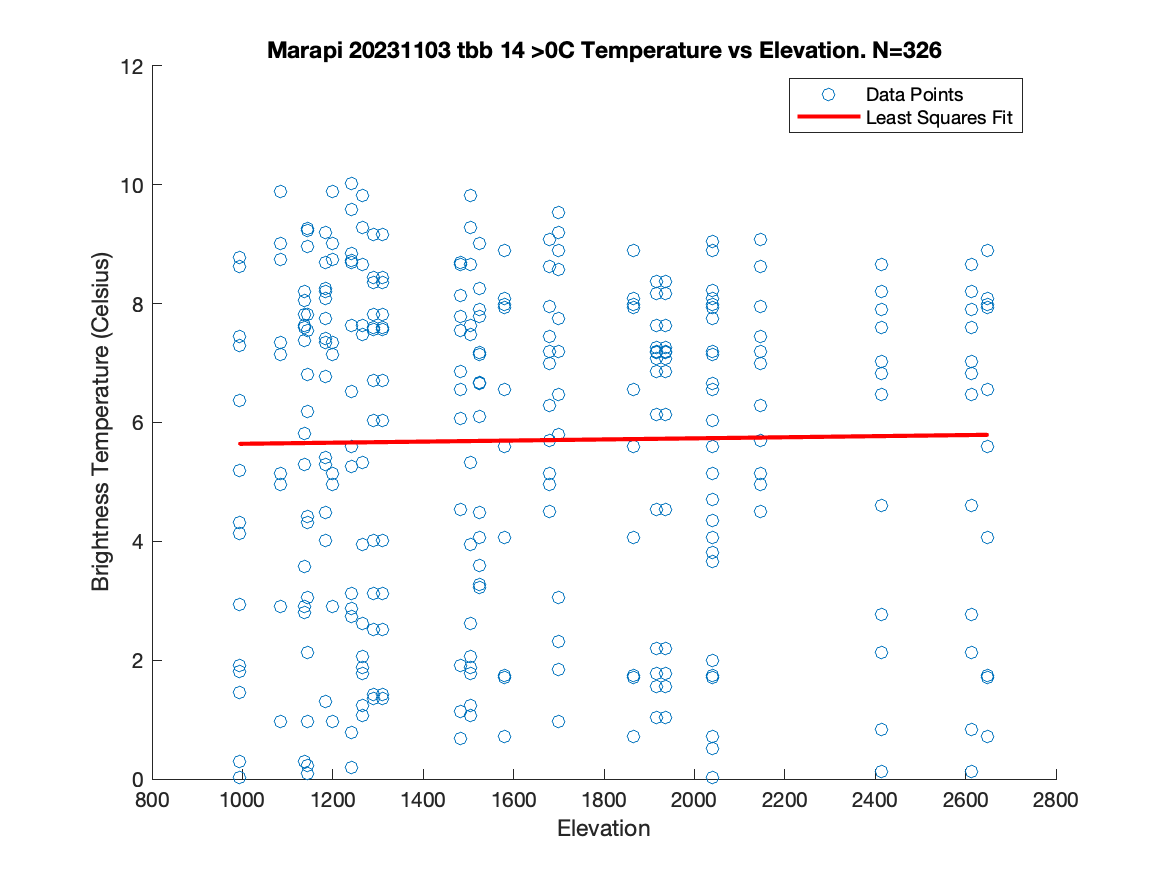 Marapi 20231103 tbb 14 >0C Temperature vs Elevation. N=326
Data Points
Least Squares Fit
Brightness Temperature (Celsius)
12
10
8
6
4
2
0
800 1000 1200 1400 1600 1800 2000 2200 2400 2600 2800
Elevation